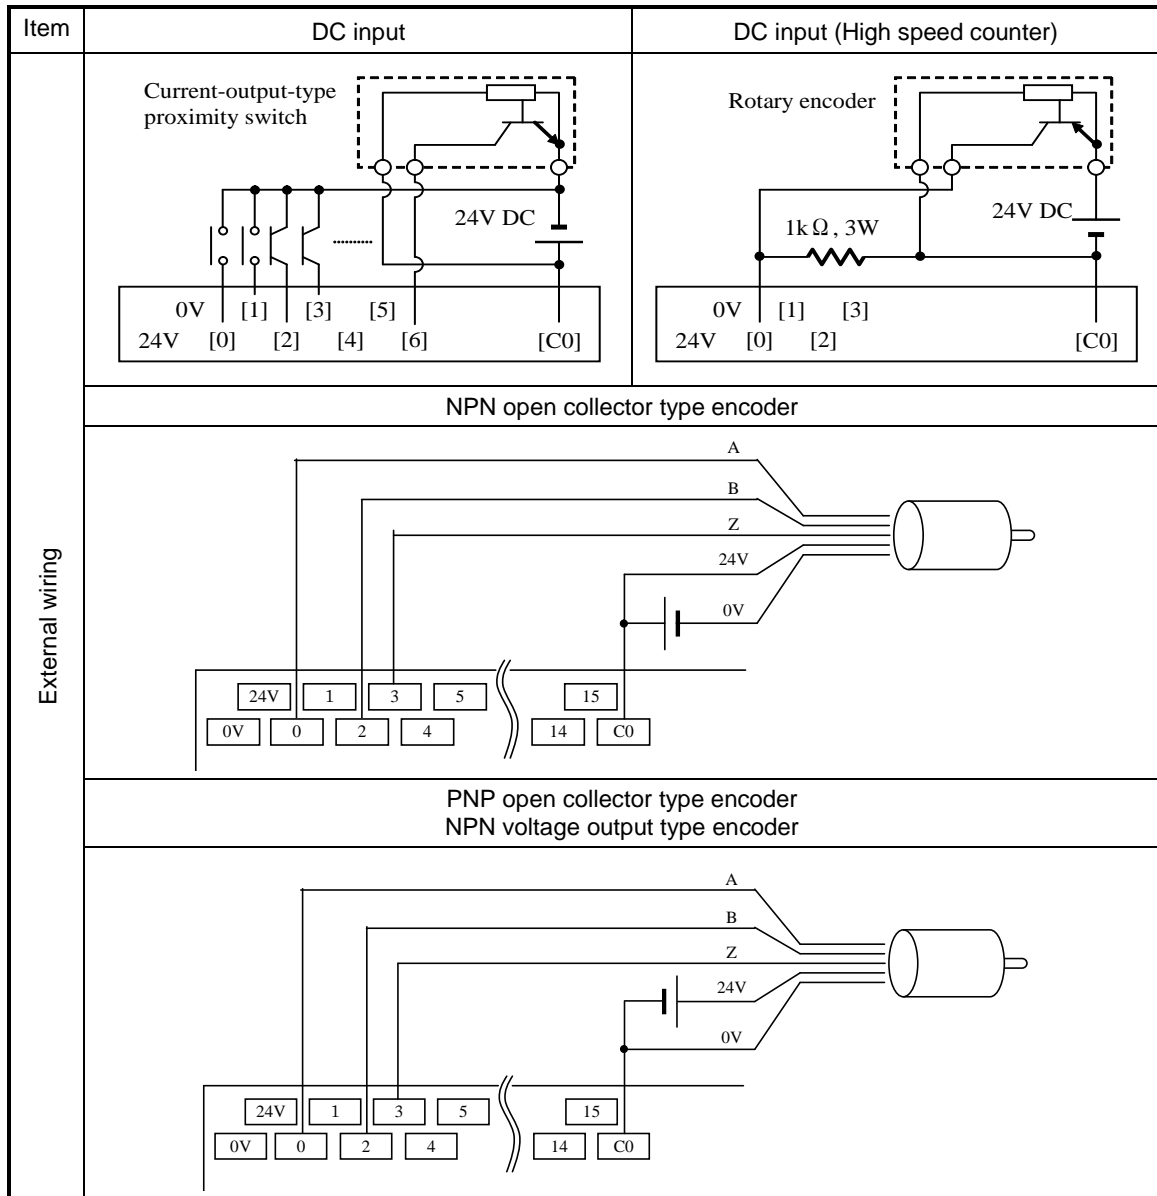 Item
DC input
DC input (High speed counter)
External wiring
Current-output-type
proximity switch
24V DC
0V [1] [3] [5]
24V [0] [2] [4] [6] [C0]
Rotary encoder
24V DC
1kΩ, 3W
0V [1] [3]
24V [0] [2] [C0]
NPN open collector type encoder
A
B
Z
24V
0V
24V 1 3 5 15
0V 0 2 4 14 C0
PNP open collector type encoder
NPN voltage output type encoder
A
B
Z
24V
0V
24V 1 3 5 15
0V 0 2 4 14 C0